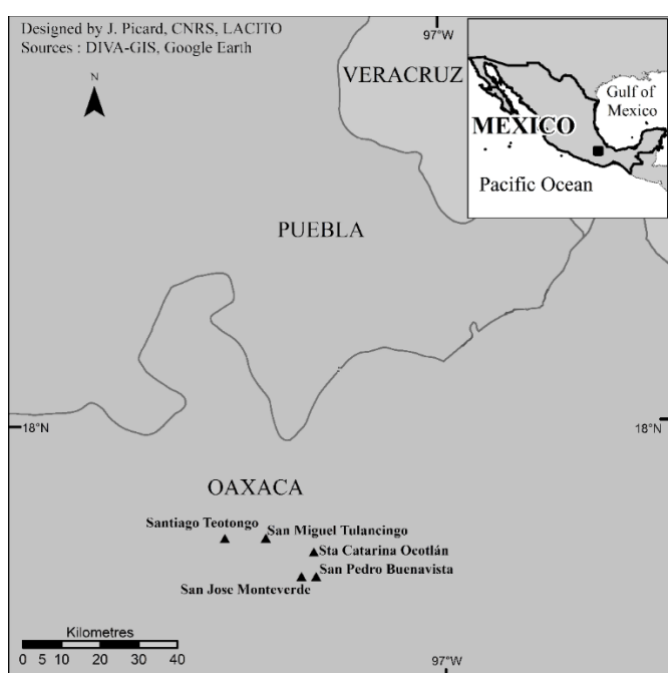 Designed by J. Picard, CNRS, LACITO
Sources : DIVA-GIS, Google Earth
97°W
N
VERACRUZ
Gulf of
Mexico
MEXICO
Pacific Ocean
PUEBLA
18°N
18°N
OAXACA
Santiago Teotongo
San Miguel Tulancingo
Sta Catarina Ocotlán
San Pedro Buenavista
San Jose Monteverde
Kilometres
0 5 10 20 30 40
97°W